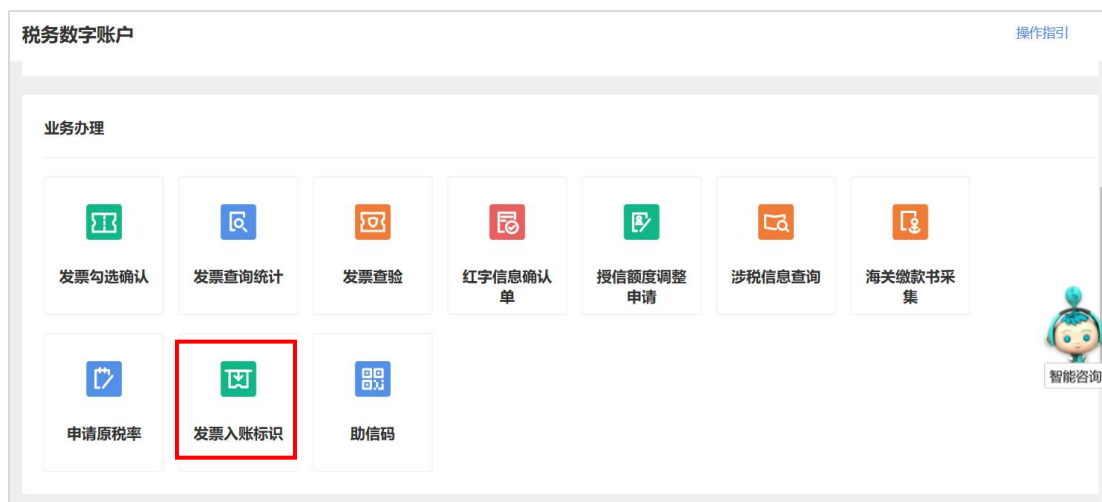 税务数字账户
操作指引
业务办理
发票勾选确认
发票查询统计
发票查验
红字信息确认
单
授信额度调整
申请
涉税信息查询
海关缴款书采
集
智能咨询
申请原税率
发票入账标识
助信码